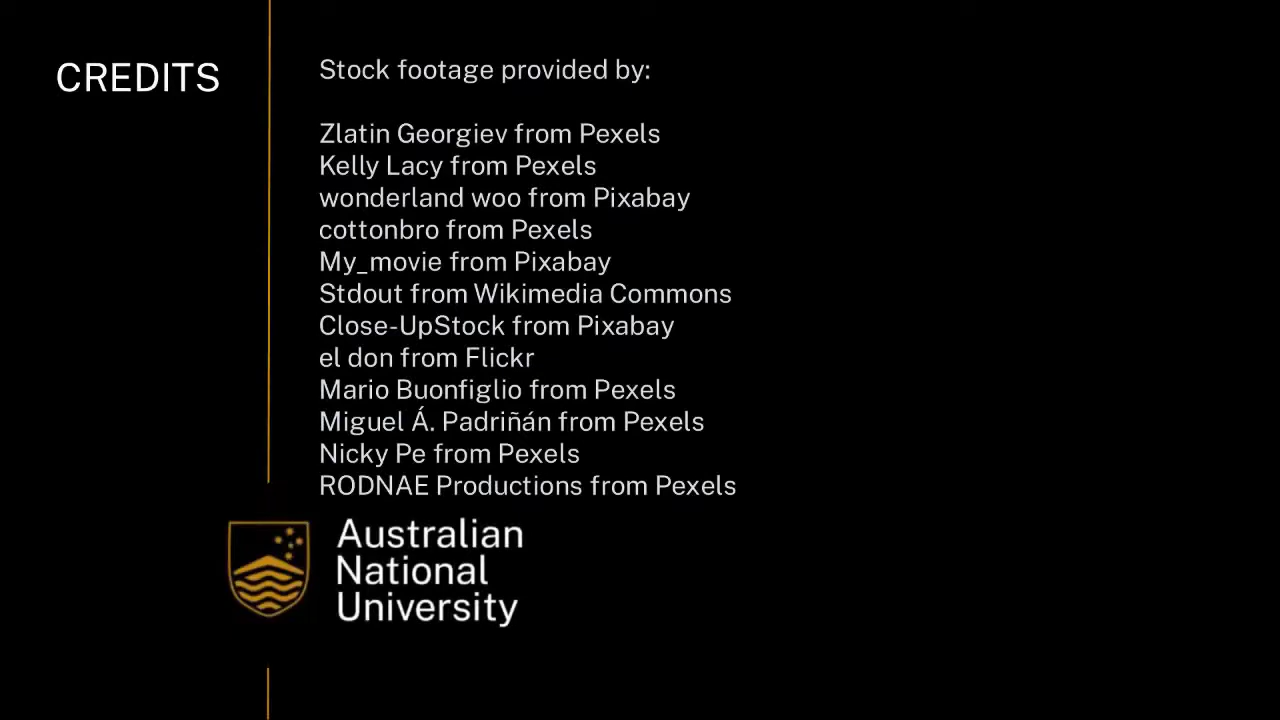 CREDITS
Stock footage provided by:
Zlatin Georgiev from Pexels
Kelly Lacy from Pexels
wonderland woo from Pixabay
cottonbro from Pexels
My_movie from Pixabay
Stdout from Wikimedia Commons
Close-UpStock from Pixabay
el don from Flickr
Mario Buonfiglio from Pexels
Miguel Á. Padriñán from Pexels
Nicky Pe from Pexels
RODNAE Productions from Pexels
Australian
National
University